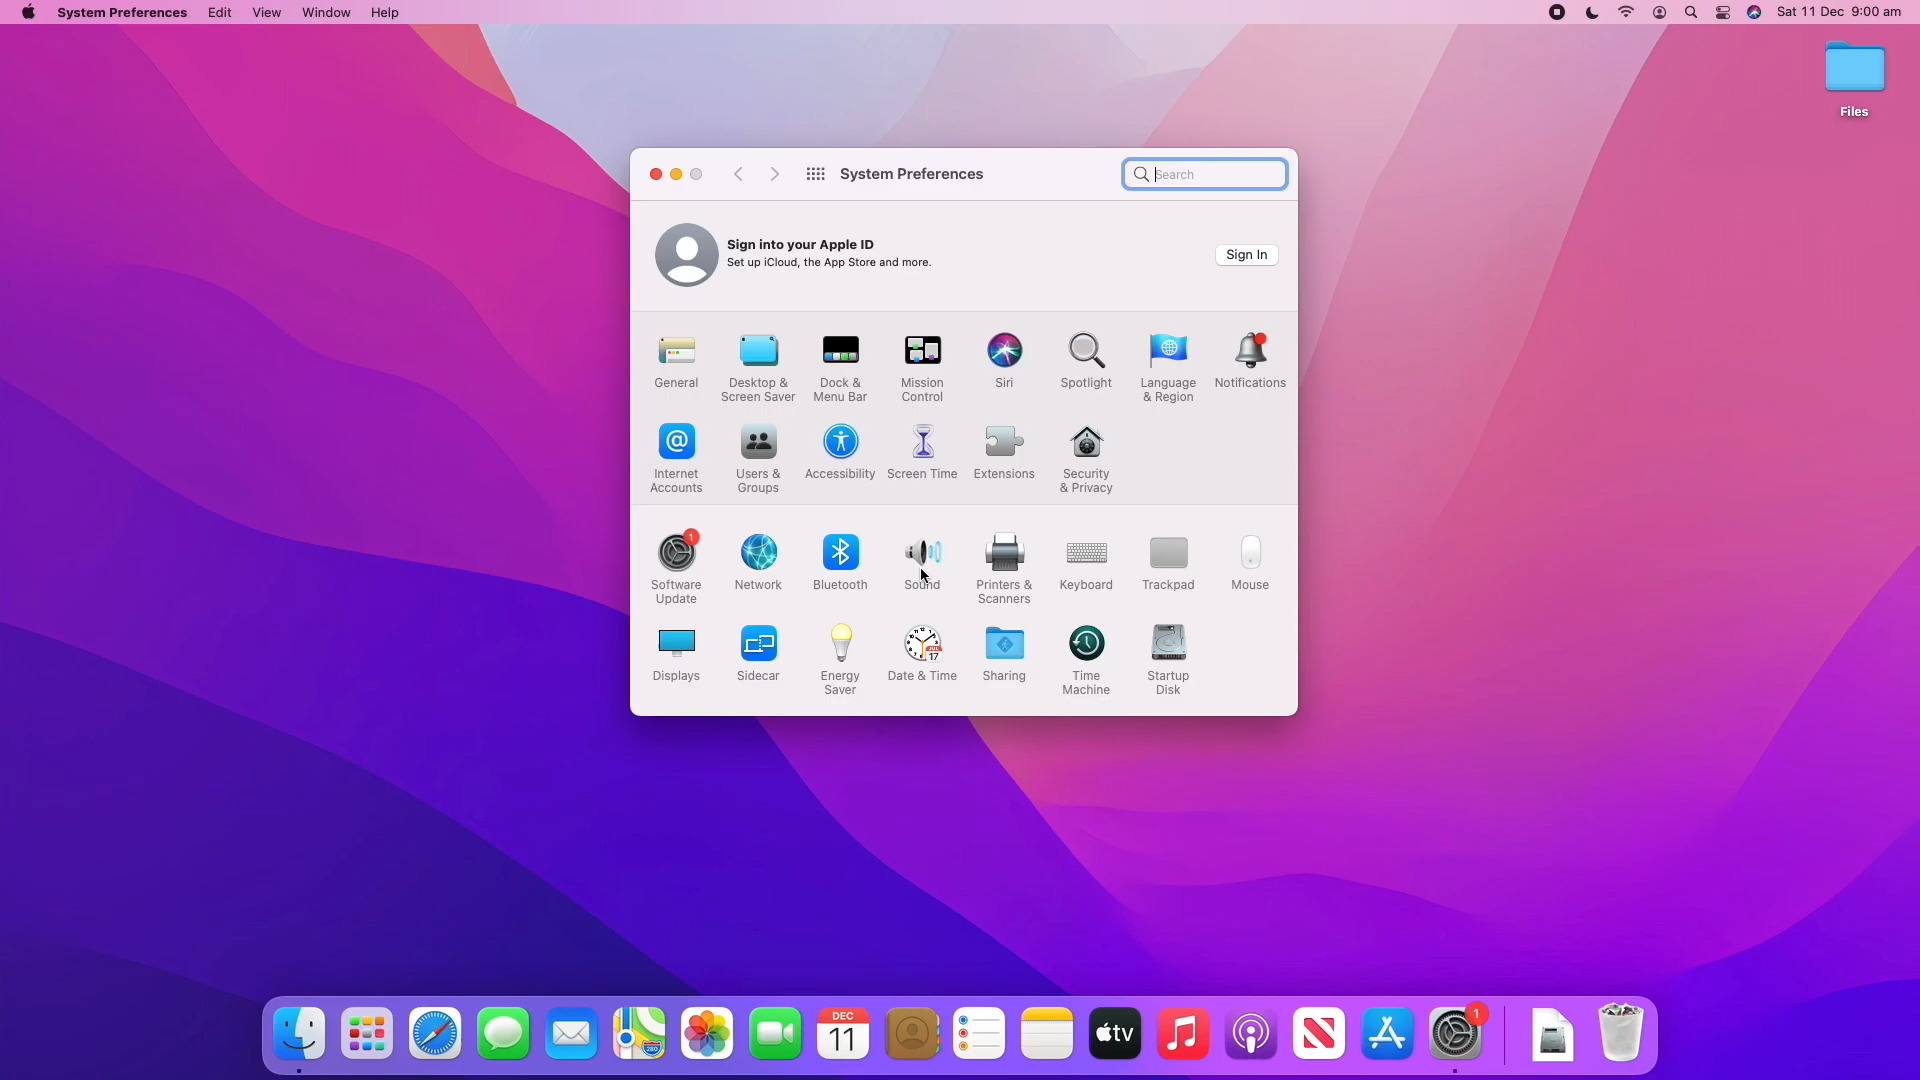 System Preferences Edit View Window Help
Sat 11 Dec 9:00 am
Files
System Preferences
Search
Sign into your Apple ID
Set up iCloud, the App Store and more.
Sign In
General
Desktop &
Screen Saver
Dock &
Menu Bar
Mission
Control
Siri
Spotlight
Language
& Region
Notifications
Internet
Accounts
Users &
Groups
Accessibility
Screen Time
Extensions
Security
& Privacy
1
Software
Update
Network
Bluetooth
Sound
Printers &
Scanners
Keyboard
Trackpad
Mouse
Displays
Sidecar
Energy
Saver
JUL
17
Date & Time
Sharing
Time
Machine
Startup
Disk
280
DEC
11
tv
1